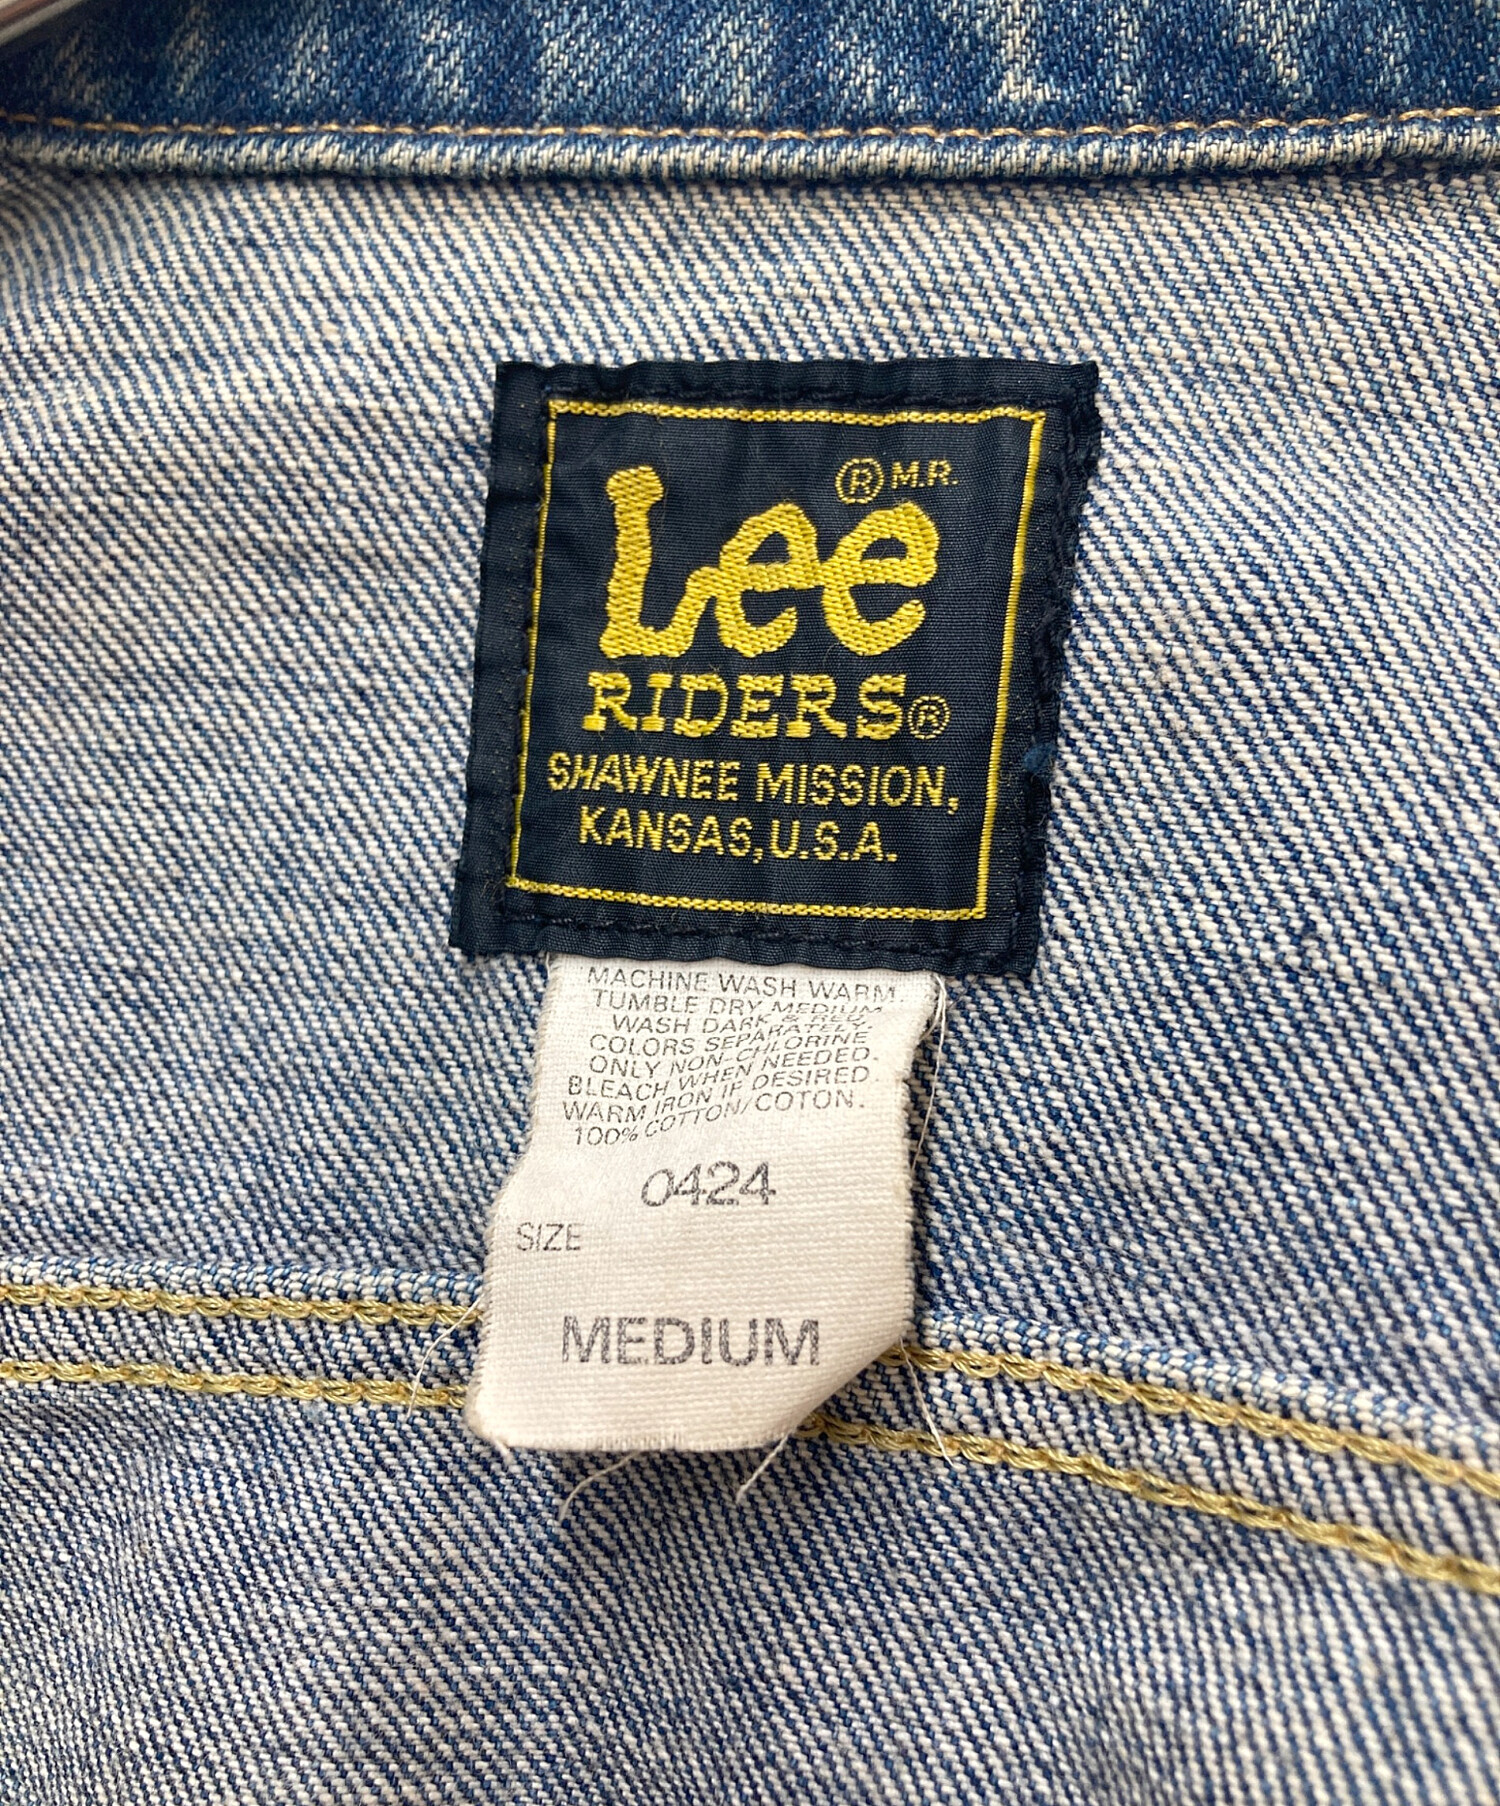 ® M.R.
Lee
RIDERS®
SHAWNEE MISSION,
KANSAS, U.S.A.
MACHINE WASH WARM.
TUMBLE DRY MEDIUM
WASH DARK & RED
COLORS SEPARATELY.
ONLY NON-CHLORINE
BLEACH WHEN NEEDED.
WARM IRON IF DESIRED
100% COTTON/COTON.
0424
SIZE
MEDIUM